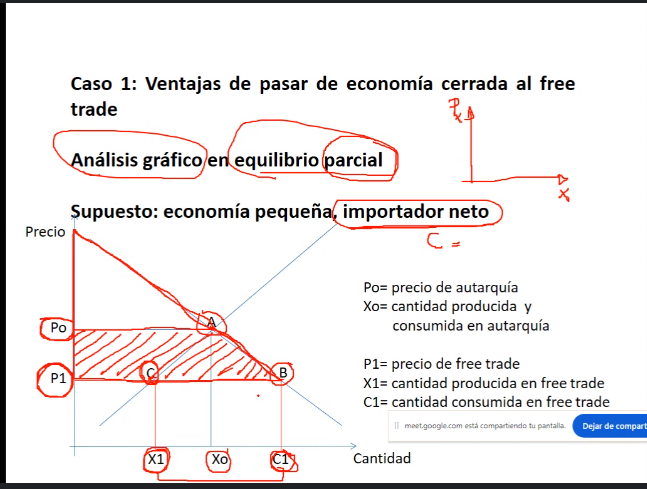 Caso 1: Ventajas de pasar de economía cerrada al free
trade
Px
Análisis gráfico en equilibrio parcial
X
Supuesto: economía pequeña, importador neto
C =
Precio
Po= precio de autarquía
Xo= cantidad producida y
consumida en autarquía
Po
A
P1= precio de free trade
P1
C
B
X1= cantidad producida en free trade
C1= cantidad consumida en free trade
meet.google.com está compartiendo tu pantalla.
Dejar de compart
X1
Xo
C1
Cantidad